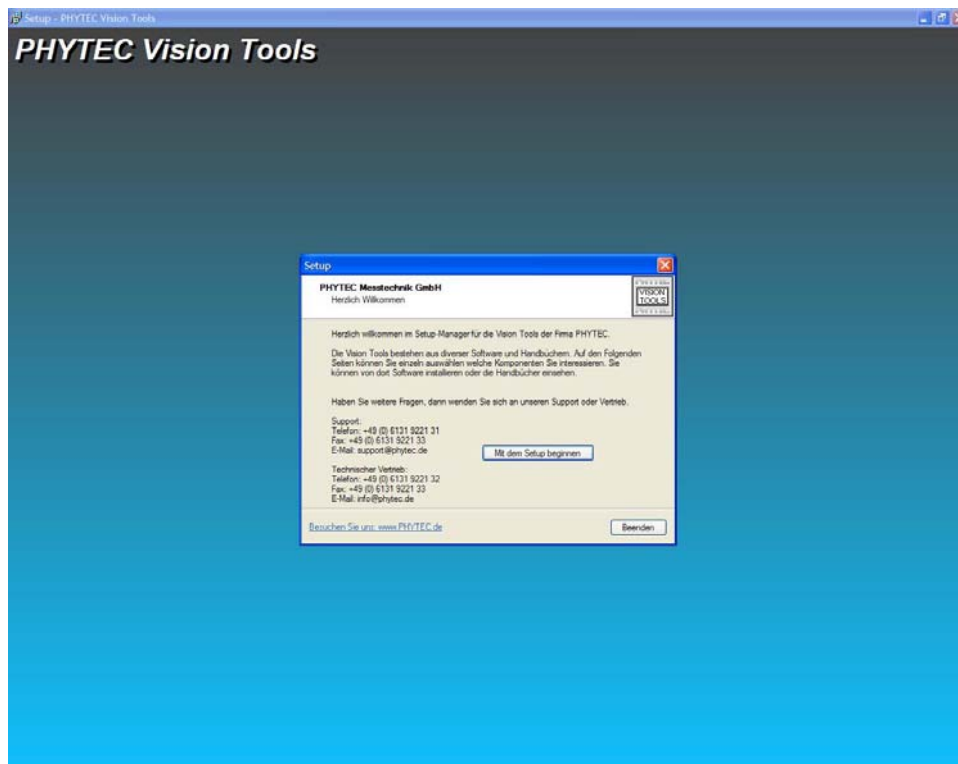 Setup - PHYTEC Vision Tools
PHYTEC Vision Tools
Setup
PHYTEC Messtechnik GmbH
Herzlich Willkommen
VISION
TOOLS
Herzlich willkommen im Setup-Manager für die Vision Tools der Firma PHYTEC.
Die Vision Tools bestehen aus diverser Software und Handbüchern. Auf den Folgenden
Seiten können Sie einzeln auswählen welche Komponenten Sie interessieren. Sie
können von dort Software installieren oder die Handbücher einsehen.
Haben Sie weitere Fragen, dann wenden Sie sich an unseren Support oder Vertrieb.
Support:
Telefon: +49 (0) 6131 9221 31
Fax: +49 (0) 6131 9221 33
E-Mail: support@phytec.de
Mit dem Setup beginnen
Technischer Vertrieb:
Telefon: +49 (0) 6131 9221 32
Fax: +49 (0) 6131 9221 33
E-Mail: info@phytec.de
Besuchen Sie uns: www.PHYTEC.de
Beenden